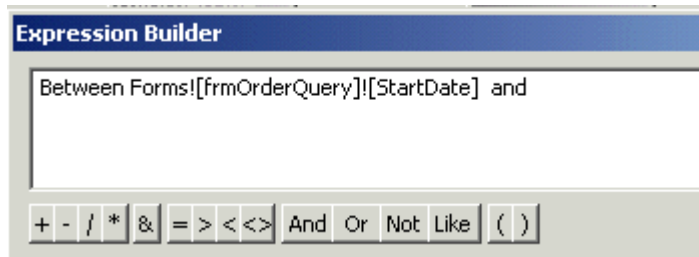 Expression Builder
Between Forms![frmOrderQuery]![StartDate] and
+ - / * & = > < <> And Or Not Like ( )